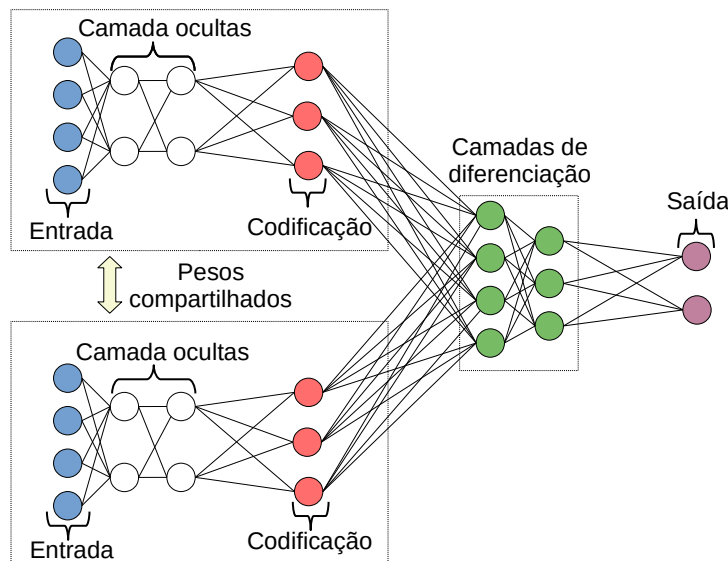 Camada ocultas
Entrada
Codificação
Pesos
compartilhados
Camadas de
diferenciação
Saída
Camada ocultas
Entrada
Codificação